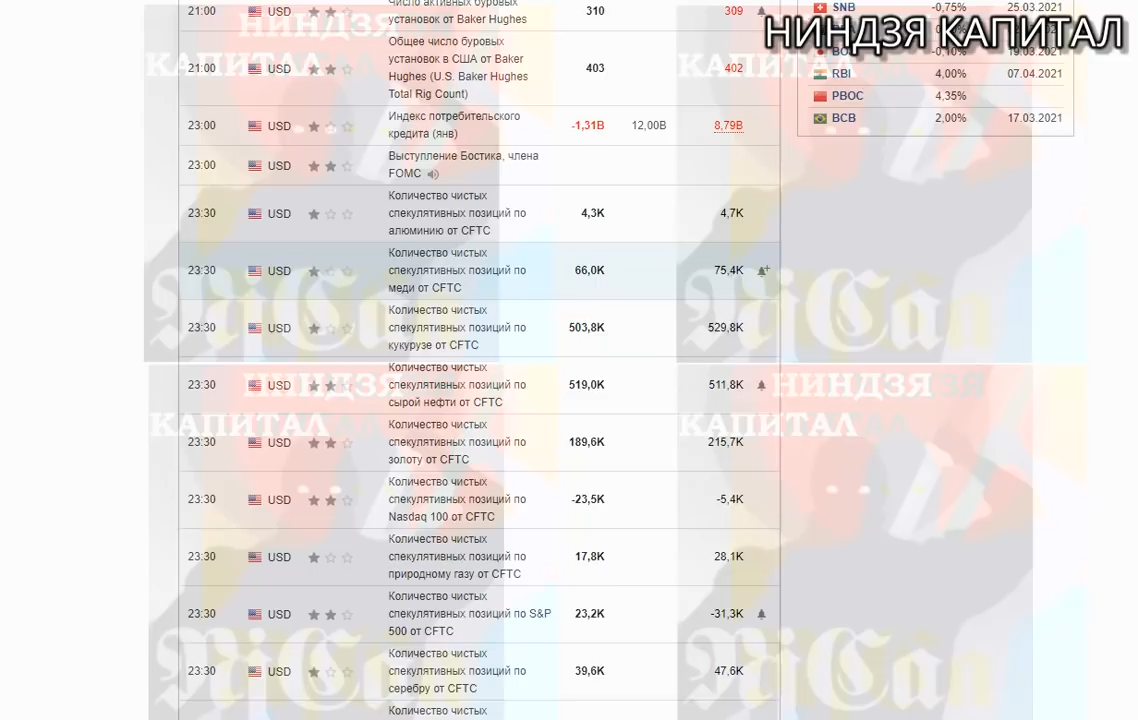 21:00 USD Число активных буровых 310 309
установок от Baker Hughes
Общее число буровых
установок в США от Baker
21:00 USD Hughes (U.S. Baker Hughes 403 402
Total Rig Count)
23:00 USD Индекс потребительского -1,31B 12,00B 8,79B
кредита (янв)
23:00 USD Выступление Бостика, члена
FOMC
Количество чистых
23:30 USD спекулятивных позиций по 4,3K 4,7K
алюминию от CFTC
Количество чистых
23:30 USD спекулятивных позиций по 66,0K 75,4K
меди от CFTC
Количество чистых
23:30 USD спекулятивных позиций по 503,8K 529,8K
кукурузе от CFTC
Количество чистых
23:30 USD спекулятивных позиций по 519,0K 511,8K
сырой нефти от CFTC
Количество чистых
23:30 USD спекулятивных позиций по 189,6K 215,7K
золоту от CFTC
Количество чистых
23:30 USD спекулятивных позиций по -23,5K -5,4K
Nasdaq 100 от CFTC
Количество чистых
23:30 USD спекулятивных позиций по 17,8K 28,1K
природному газу от CFTC
Количество чистых
23:30 USD спекулятивных позиций по S&P 23,2K -31,3K
500 от CFTC
Количество чистых
23:30 USD спекулятивных позиций по 39,6K 47,6K
серебру от CFTC
Количество чистых
SNB -0,75% 25.03.2021
НИНДЗЯ КАПИТАЛ
-0,10% 19.03.2021
RBI 4,00% 07.04.2021
PBOC 4,35%
BCB 2,00% 17.03.2021
НИНДЗЯ
КАПИТАЛ
НИНДЗЯ
КАПИТАЛ
НИНДЗЯ
КАПИТАЛ